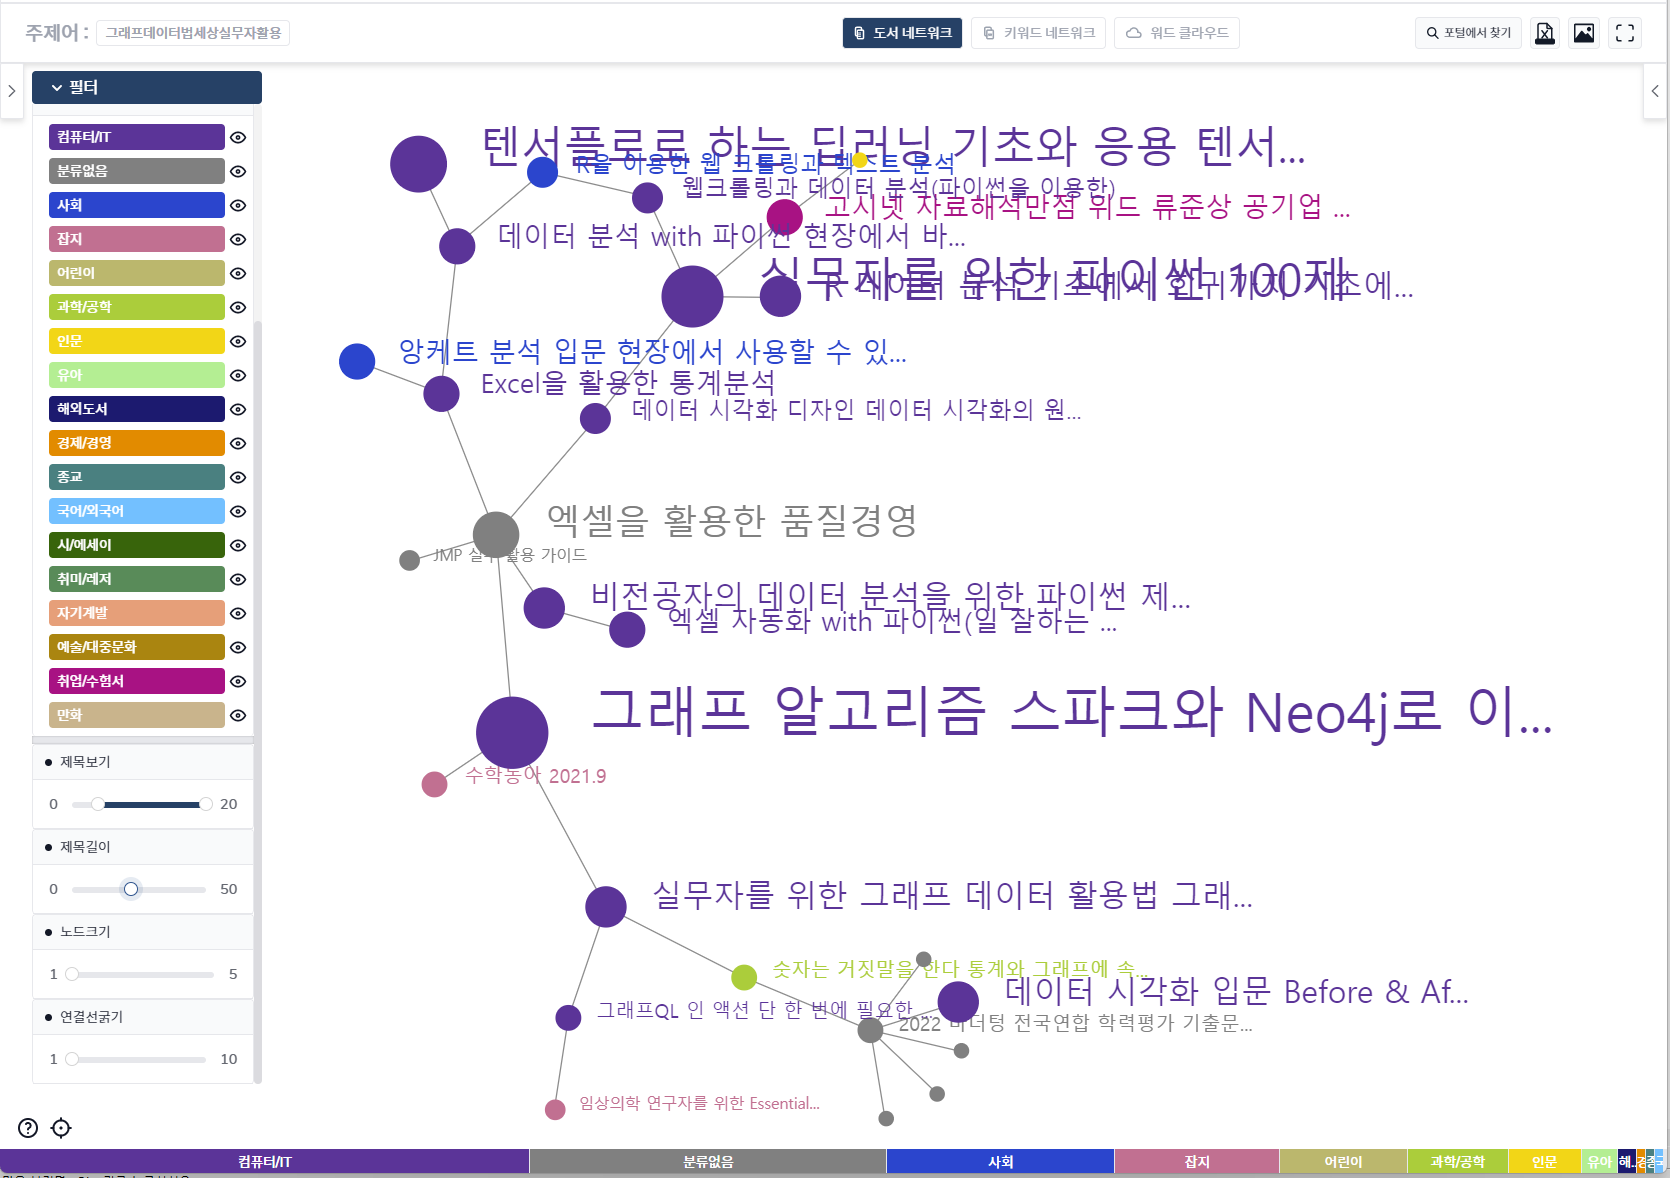 주제어 : 그래프데이터법세상실무자활용
도서 네트워크
키워드 네트워크
워드 클라우드
포털에서 찾기
필터
컴퓨터/IT
분류없음
사회
잡지
어린이
과학/공학
인문
유아
해외도서
경제/경영
종교
국어/외국어
시/에세이
취미/레저
자기계발
예술/대중문화
취업/수험서
만화
제목보기
0 20
제목길이
0 50
노드크기
1 5
연결선굵기
1 10
텐서플로로 하는 딥러닝 기초와 응용 텐서...
R을 이용한 웹 크롤링과 텍스트 분석
웹크롤링과 데이터 분석(파이썬을 이용한)
고시넷 자료해석만점 위드 류준상 공기업 ...
데이터 분석 with 파이썬 현장에서 바...
실무자를 위한 파이썬 100제
R 데이터 분석 기초에서 회귀까지 기초에...
앙케트 분석 입문 현장에서 사용할 수 있...
Excel을 활용한 통계분석
데이터 시각화 디자인 데이터 시각화의 원...
엑셀을 활용한 품질경영
JMP 실무 활용 가이드
비전공자의 데이터 분석을 위한 파이썬 제...
엑셀 자동화 with 파이썬(일 잘하는 ...
그래프 알고리즘 스파크와 Neo4j로 이...
수학동아 2021.9
실무자를 위한 그래프 데이터 활용법 그래...
숫자는 거짓말을 한다 통계와 그래프에 속...
데이터 시각화 입문 Before & Af...
그래프QL 인 액션 단 한 번에 필요한 ...
2022 마더텅 전국연합 학력평가 기출문...
임상의학 연구자를 위한 Essential...
컴퓨터/IT 분류없음 사회 잡지 어린이 과학/공학 인문 유아 해..